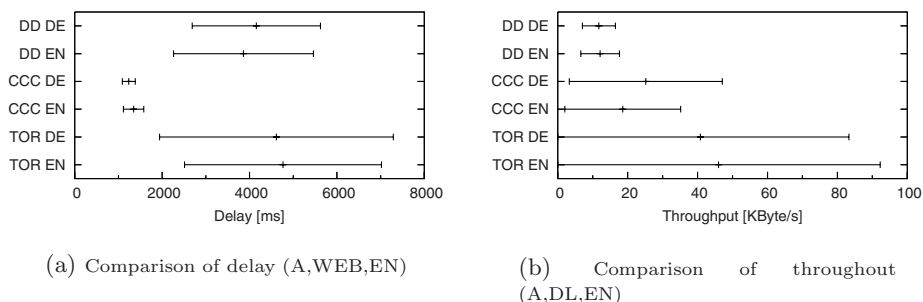 DD DE
DD EN
CCC DE
CCC EN
TOR DE
TOR EN
0 2000 4000 6000 8000
Delay [ms]
(a) Comparison of delay (A,WEB,EN)
DD DE
DD EN
CCC DE
CCC EN
TOR DE
TOR EN
0 20 40 60 80 100
Throughput [KByte/s]
(b) Comparison of throughout
(A,DL,EN)